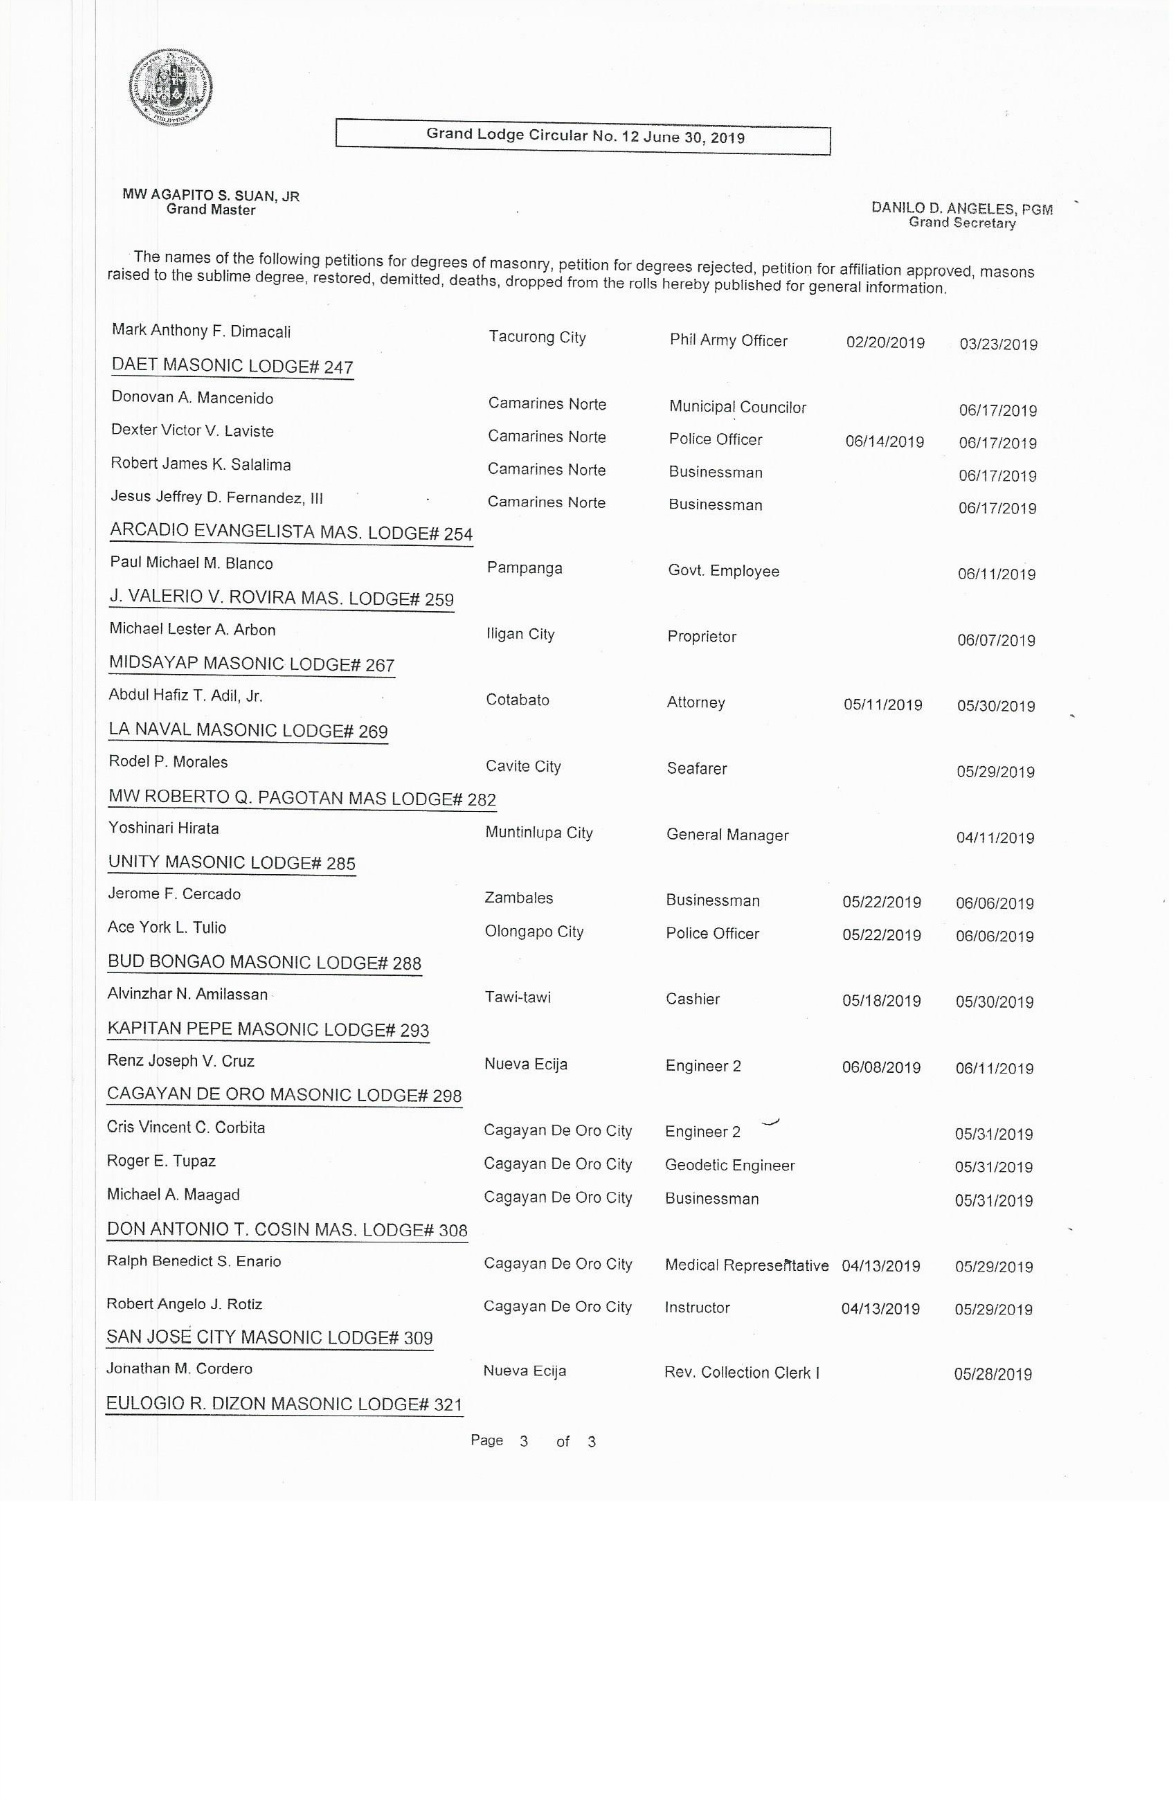 Grand Lodge Circular No. 12 June 30, 2019
MW AGAPITO S. SUAN, JR
Grand Master
DANILO D. ANGELES, PGM
Grand Secretary
The names of the following petitions for degrees of masonry, petition for degrees rejected, petition for affiliation approved, masons
raised to the sublime degree, restored, demitted, deaths, dropped from the rolls hereby published for general information.
Mark Anthony F. Dimacali Tacurong City Phil Army Officer 02/20/2019 03/23/2019
DAET MASONIC LODGE# 247
Donovan A. Mancenido Camarines Norte Municipal Councilor 06/17/2019
Dexter Victor V. Laviste Camarines Norte Police Officer 06/14/2019 06/17/2019
Robert James K. Salalima Camarines Norte Businessman 06/17/2019
Jesus Jeffrey D. Fernandez, III Camarines Norte Businessman 06/17/2019
ARCADIO EVANGELISTA MAS. LODGE# 254
Paul Michael M. Blanco Pampanga Govt. Employee 06/11/2019
J. VALERIO V. ROVIRA MAS. LODGE# 259
Michael Lester A. Arbon Iligan City Proprietor 06/07/2019
MIDSAYAP MASONIC LODGE# 267
Abdul Hafiz T. Adil, Jr. Cotabato Attorney 05/11/2019 05/30/2019
LA NAVAL MASONIC LODGE# 269
Rodel P. Morales Cavite City Seafarer 05/29/2019
MW ROBERTO Q. PAGOTAN MAS LODGE# 282
Yoshinari Hirata Muntinlupa City General Manager 04/11/2019
UNITY MASONIC LODGE# 285
Jerome F. Cercado Zambales Businessman 05/22/2019 06/06/2019
Ace York L. Tulio Olongapo City Police Officer 05/22/2019 06/06/2019
BUD BONGAO MASONIC LODGE# 288
Alvinzhar N. Amilassan Tawi-tawi Cashier 05/18/2019 05/30/2019
KAPITAN PEPE MASONIC LODGE# 293
Renz Joseph V. Cruz Nueva Ecija Engineer 2 06/08/2019 06/11/2019
CAGAYAN DE ORO MASONIC LODGE# 298
Cris Vincent C. Corbita Cagayan De Oro City Engineer 2 05/31/2019
Roger E. Tupaz Cagayan De Oro City Geodetic Engineer 05/31/2019
Michael A. Maagad Cagayan De Oro City Businessman 05/31/2019
DON ANTONIO T. COSIN MAS. LODGE# 308
Ralph Benedict S. Enario Cagayan De Oro City Medical Representative 04/13/2019 05/29/2019
Robert Angelo J. Rotiz Cagayan De Oro City Instructor 04/13/2019 05/29/2019
SAN JOSE CITY MASONIC LODGE# 309
Jonathan M. Cordero Nueva Ecija Rev. Collection Clerk I 05/28/2019
EULOGIO R. DIZON MASONIC LODGE# 321
Page 3 of 3